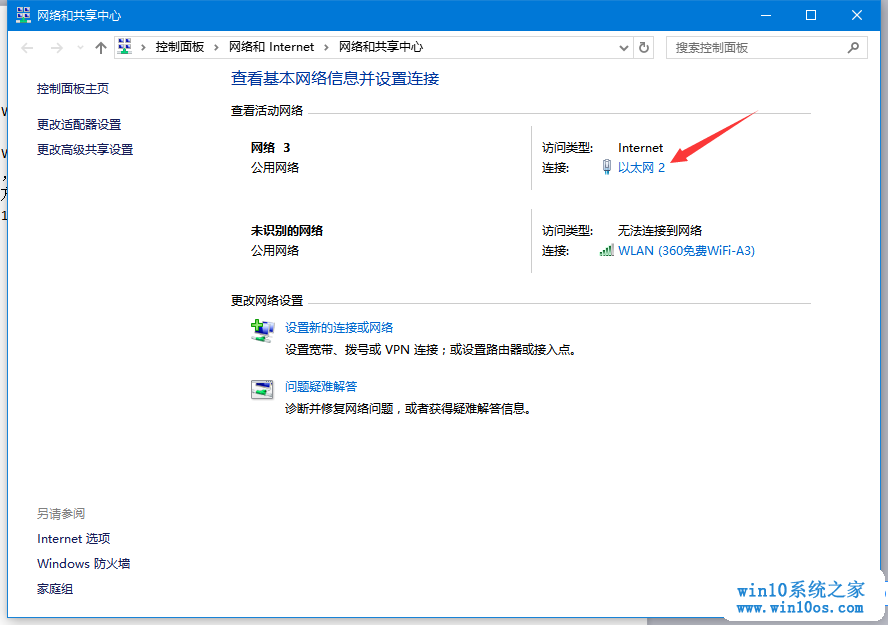 网络和共享中心
控制面板 › 网络和 Internet › 网络和共享中心
搜索控制面板
控制面板主页
更改适配器设置
更改高级共享设置
查看基本网络信息并设置连接
查看活动网络
网络 3
公用网络
访问类型: Internet
连接: 以太网 2
未识别的网络
公用网络
访问类型: 无法连接到网络
连接: WLAN (360免费WiFi-A3)
更改网络设置
设置新的连接或网络
设置宽带、拨号或 VPN 连接；或设置路由器或接入点。
问题疑难解答
诊断并修复网络问题，或者获得疑难解答信息。
另请参阅
Internet 选项
Windows 防火墙
家庭组
win10系统之家
www.win10os.com